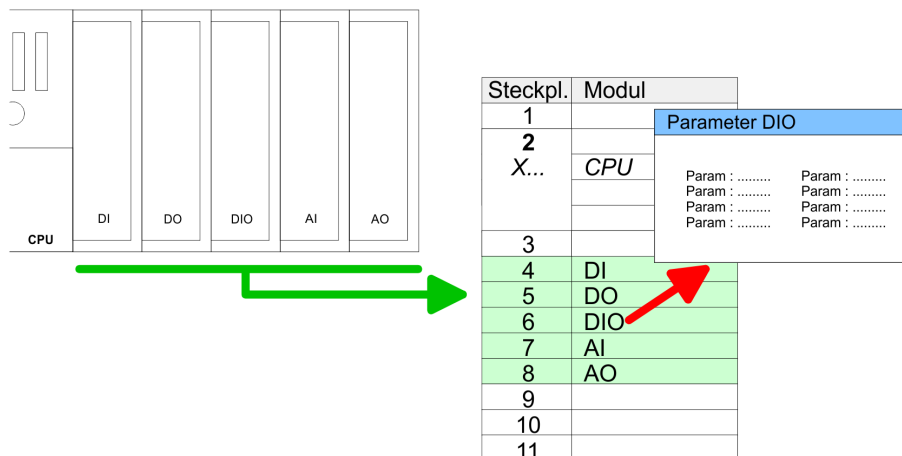 DI DO DIO AI AO
CPU
Steckpl. Modul
1
2
X... CPU
3
4 DI
5 DO
6 DIO
7 AI
8 AO
9
10
11
Parameter DIO
Param : ......... Param : .........
Param : ......... Param : .........
Param : ......... Param : .........
Param : ......... Param : .........